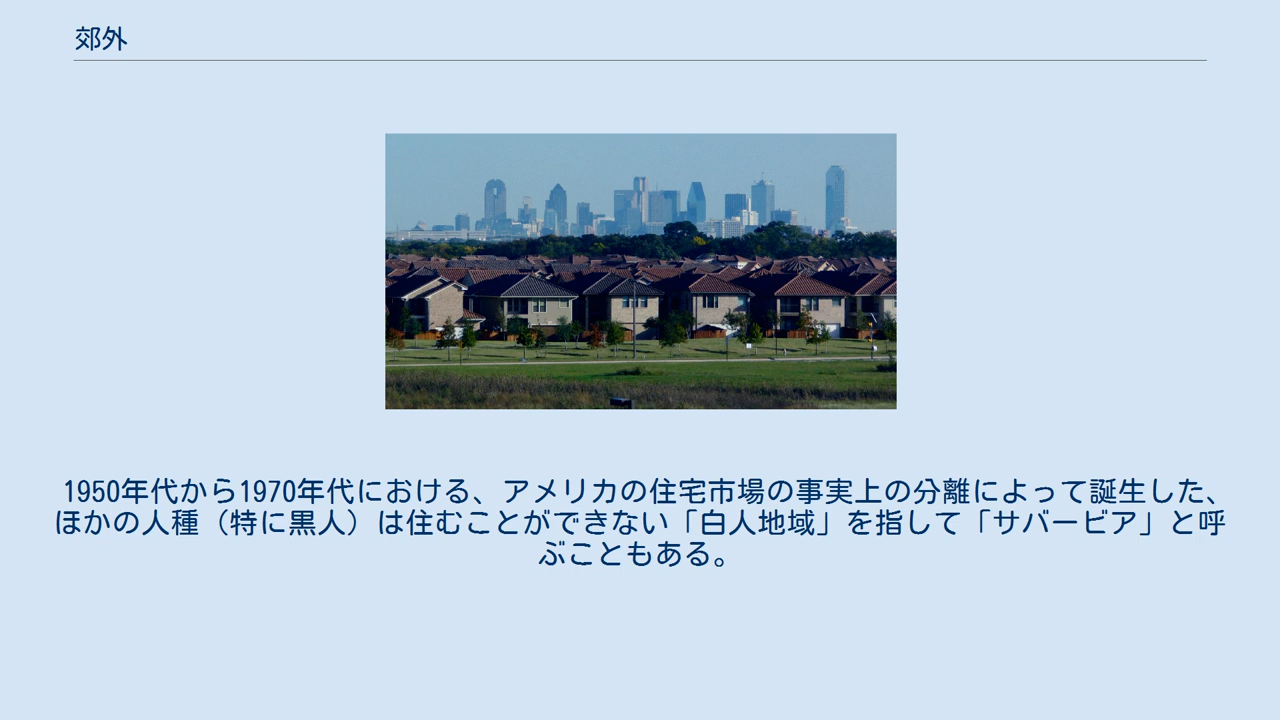 郊外
1950年代から1970年代における、アメリカの住宅市場の事実上の分離によって誕生した、
ほかの人種（特に黒人）は住むことができない「白人地域」を指して「サバービア」と呼
ぶこともある。